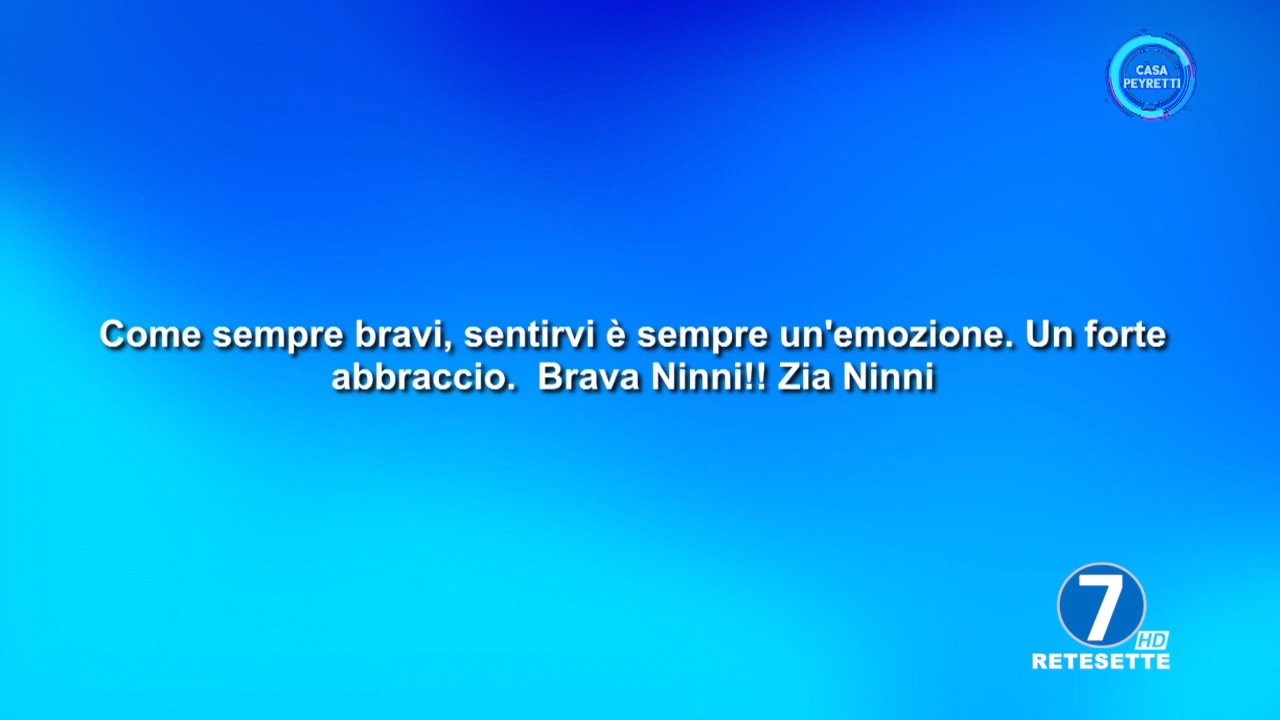 CASA
PEYRETTI
Come sempre bravi, sentirvi è sempre un'emozione. Un forte
abbraccio.  Brava Ninni!! Zia Ninni
7
HD
RETESETTE